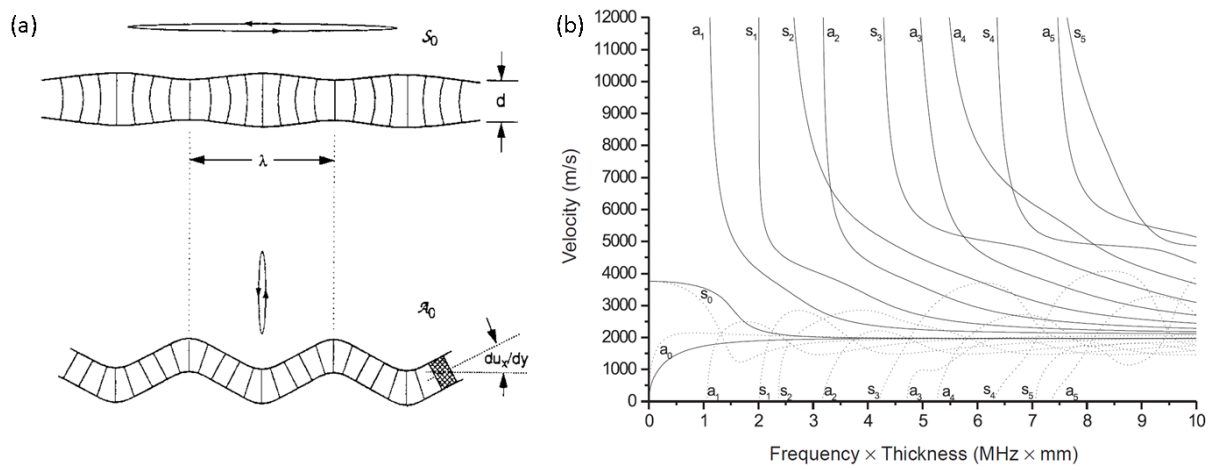 (a)
S₀
d
λ
A₀
duₓ/dy
(b)
Velocity (m/s)
12000
11000
10000
9000
8000
7000
6000
5000
4000
3000
2000
1000
0
a₁ s₁ s₂ a₂ s₃ a₃ a₄ s₄ a₅ s₅
s₀
a₀
a₁ s₁ s₂ a₂ s₃ a₃ a₄ s₄ s₅ a₅
0 1 2 3 4 5 6 7 8 9 10
Frequency × Thickness (MHz × mm)